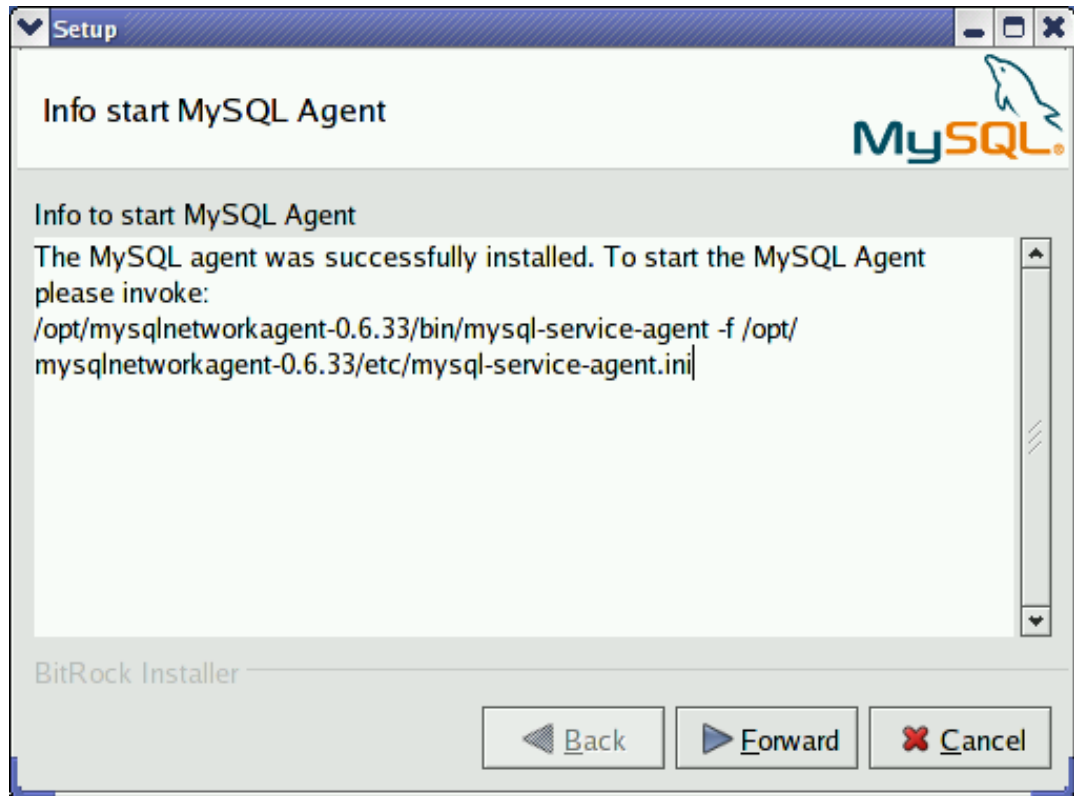 Setup
Info start MySQL Agent
MySQL®
Info to start MySQL Agent
The MySQL agent was successfully installed. To start the MySQL Agent
please invoke:
/opt/mysqlnetworkagent-0.6.33/bin/mysql-service-agent -f /opt/
mysqlnetworkagent-0.6.33/etc/mysql-service-agent.ini
BitRock Installer
Back
Forward
Cancel